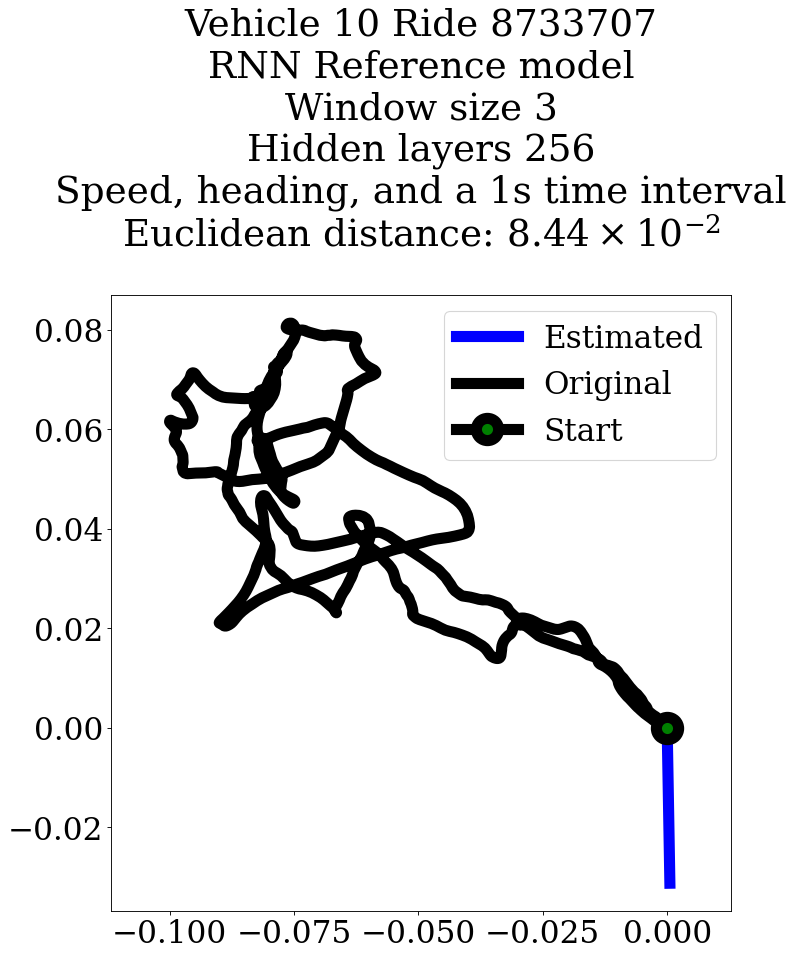 Vehicle 10 Ride 8733707
RNN Reference model
Window size 3
Hidden layers 256
Speed, heading, and a 1s time interval
Euclidean distance: 8.44 × 10⁻²
Estimated
Original
Start
0.08
0.06
0.04
0.02
0.00
−0.02
−0.100 −0.075 −0.050 −0.025 0.000